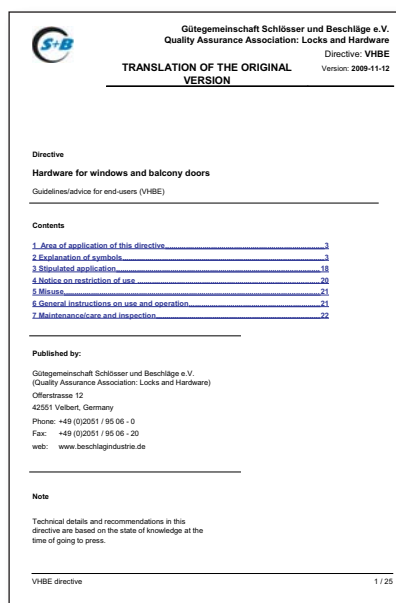 S+B
Gütegemeinschaft Schlösser und Beschläge e.V.
Quality Assurance Association: Locks and Hardware
Directive: VHBE
TRANSLATION OF THE ORIGINAL VERSION
Version: 2009-11-12
Directive
Hardware for windows and balcony doors
Guidelines/advice for end-users (VHBE)
Contents
1 Area of application of this directive 3
2 Explanation of symbols 3
3 Stipulated application 18
4 Notice on restriction of use 20
5 Misuse 21
6 General instructions on use and operation 21
7 Maintenance/care and inspection 22
Published by:
Gütegemeinschaft Schlösser und Beschläge e.V.
(Quality Assurance Association: Locks and Hardware)
Offerstrasse 12
42551 Velbert, Germany
Phone: +49 (0)2051 / 95 06 - 0
Fax: +49 (0)2051 / 95 06 - 20
web: www.beschlagindustrie.de
Note
Technical details and recommendations in this
directive are based on the state of knowledge at the
time of going to press.
VHBE directive 1 / 25